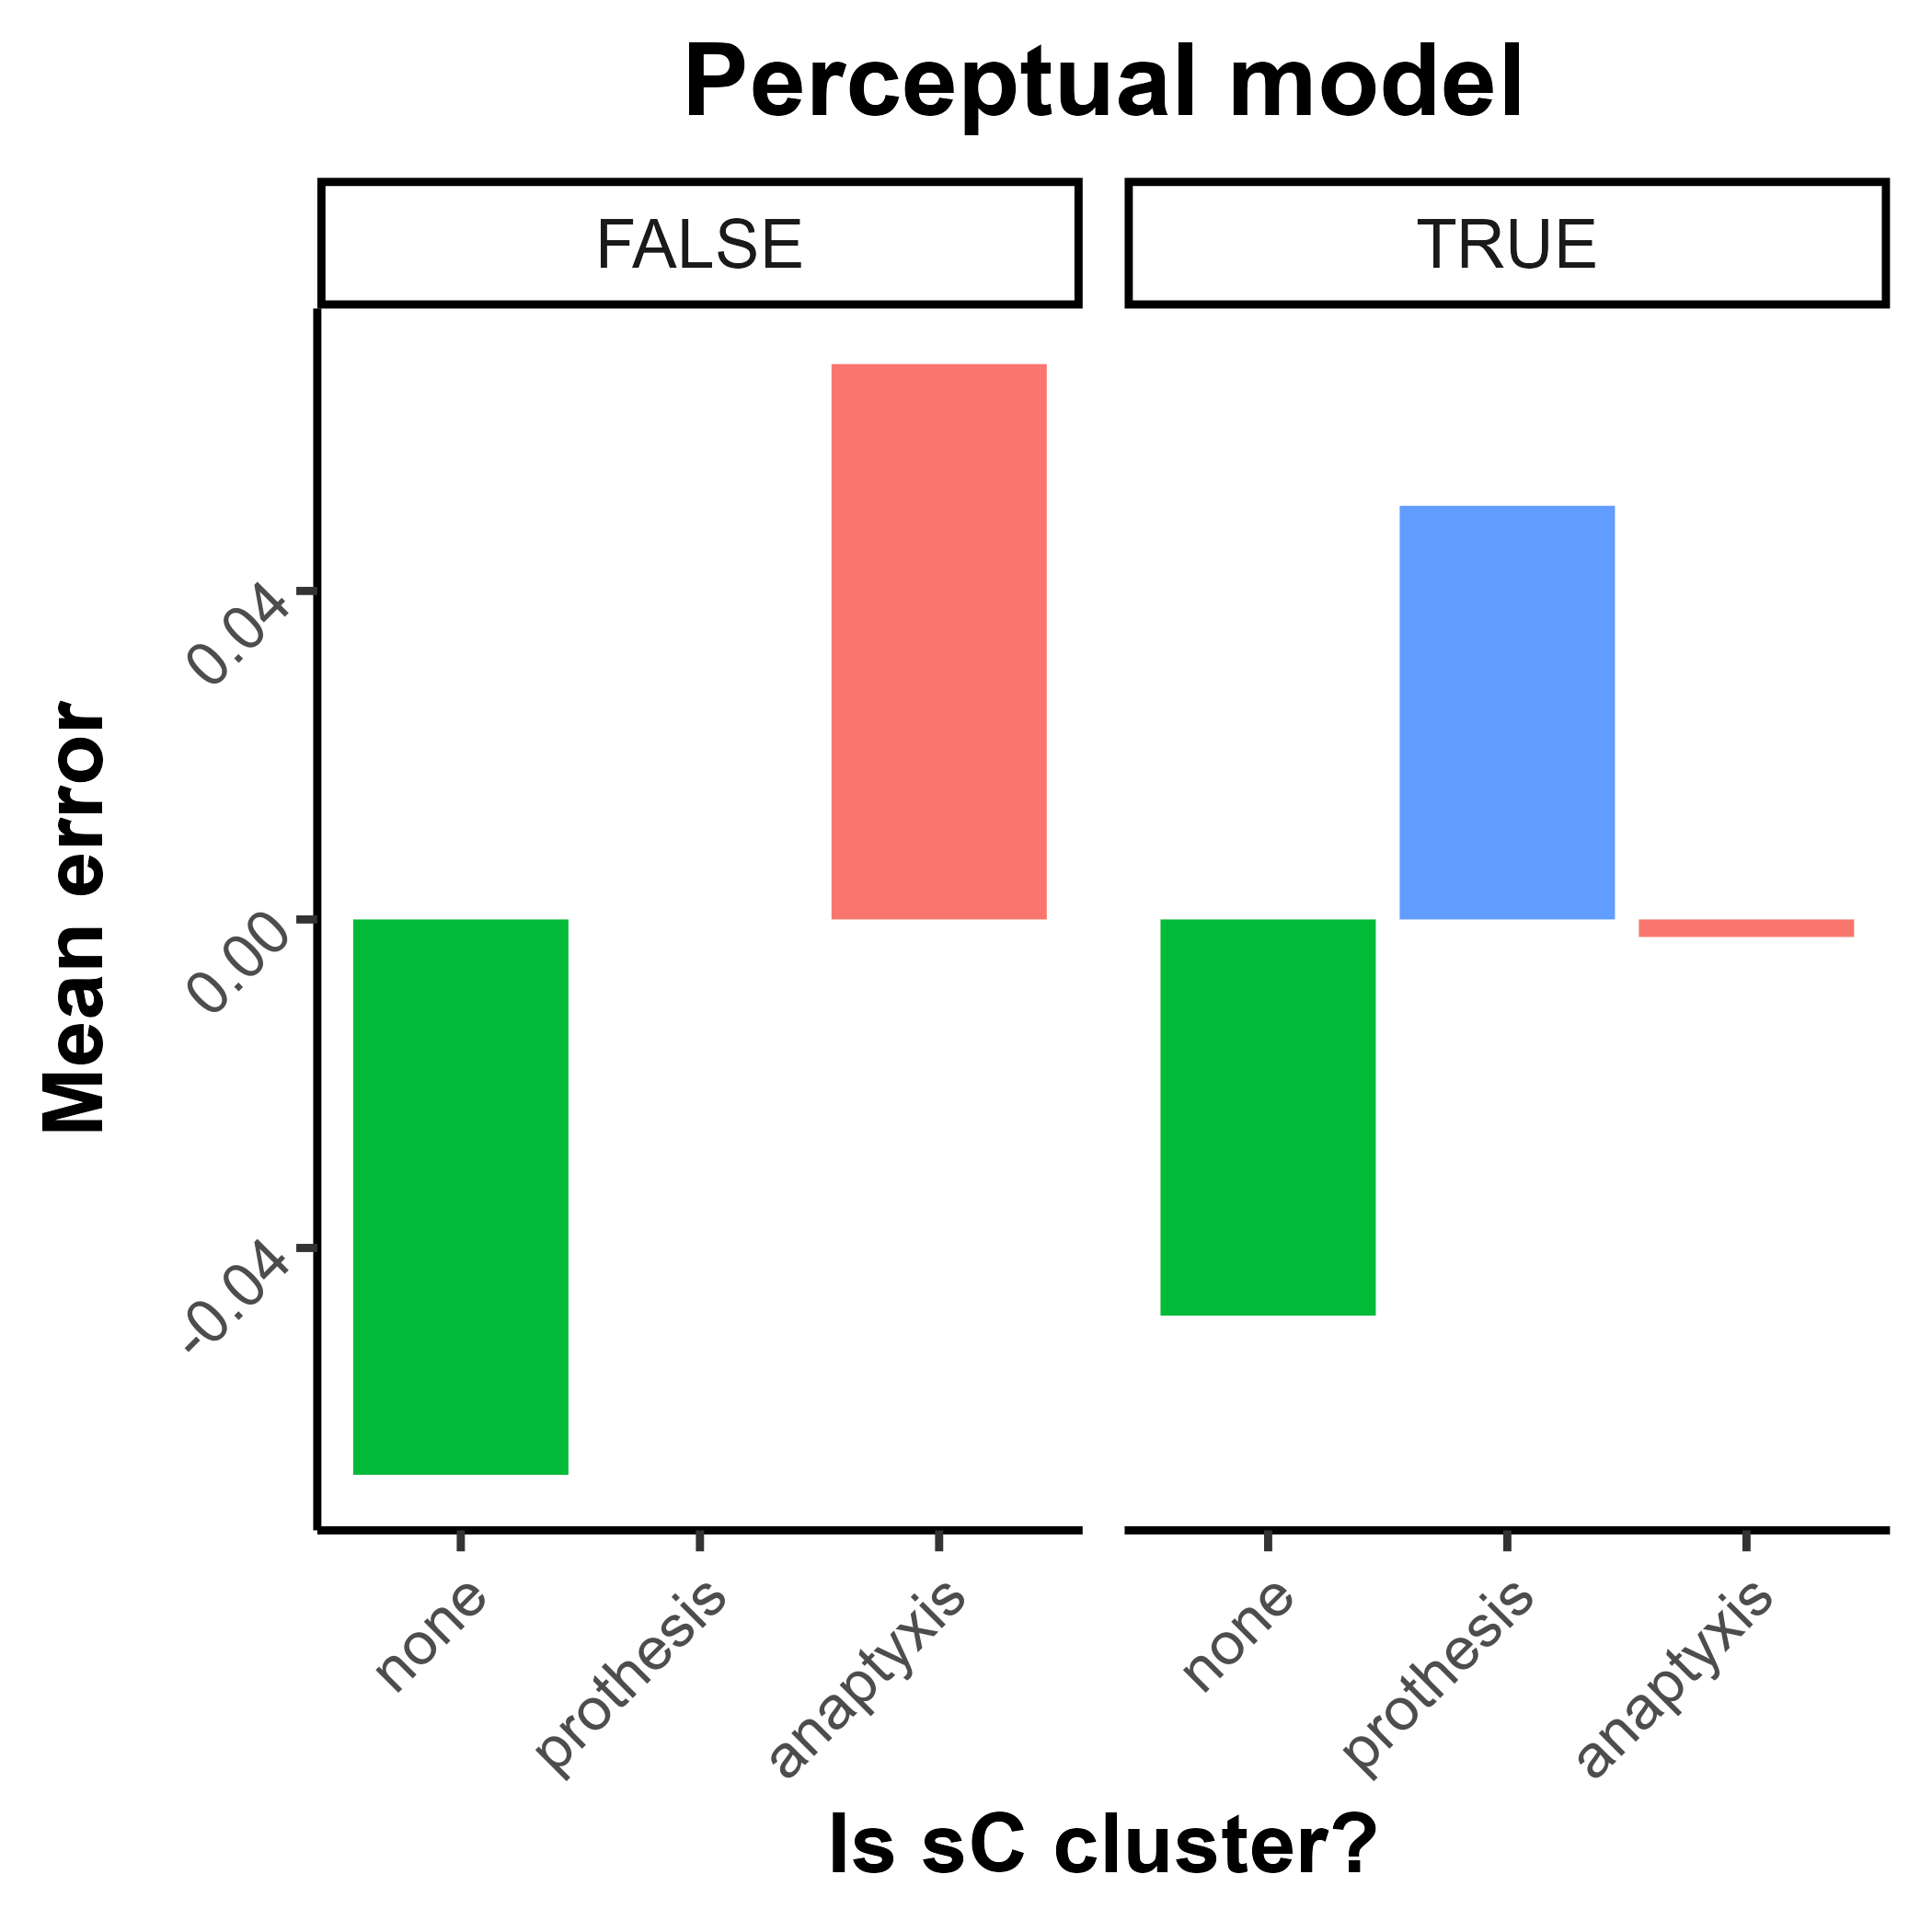 Perceptual model
FALSE
TRUE
Mean error
0.04
0.00
-0.04
none
prothesis
anaptyxis
none
prothesis
anaptyxis
Is sC cluster?